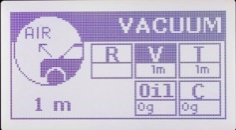 VACUUM
AIR
R V T
1m 1m
1 m
Oil C
0g 0g